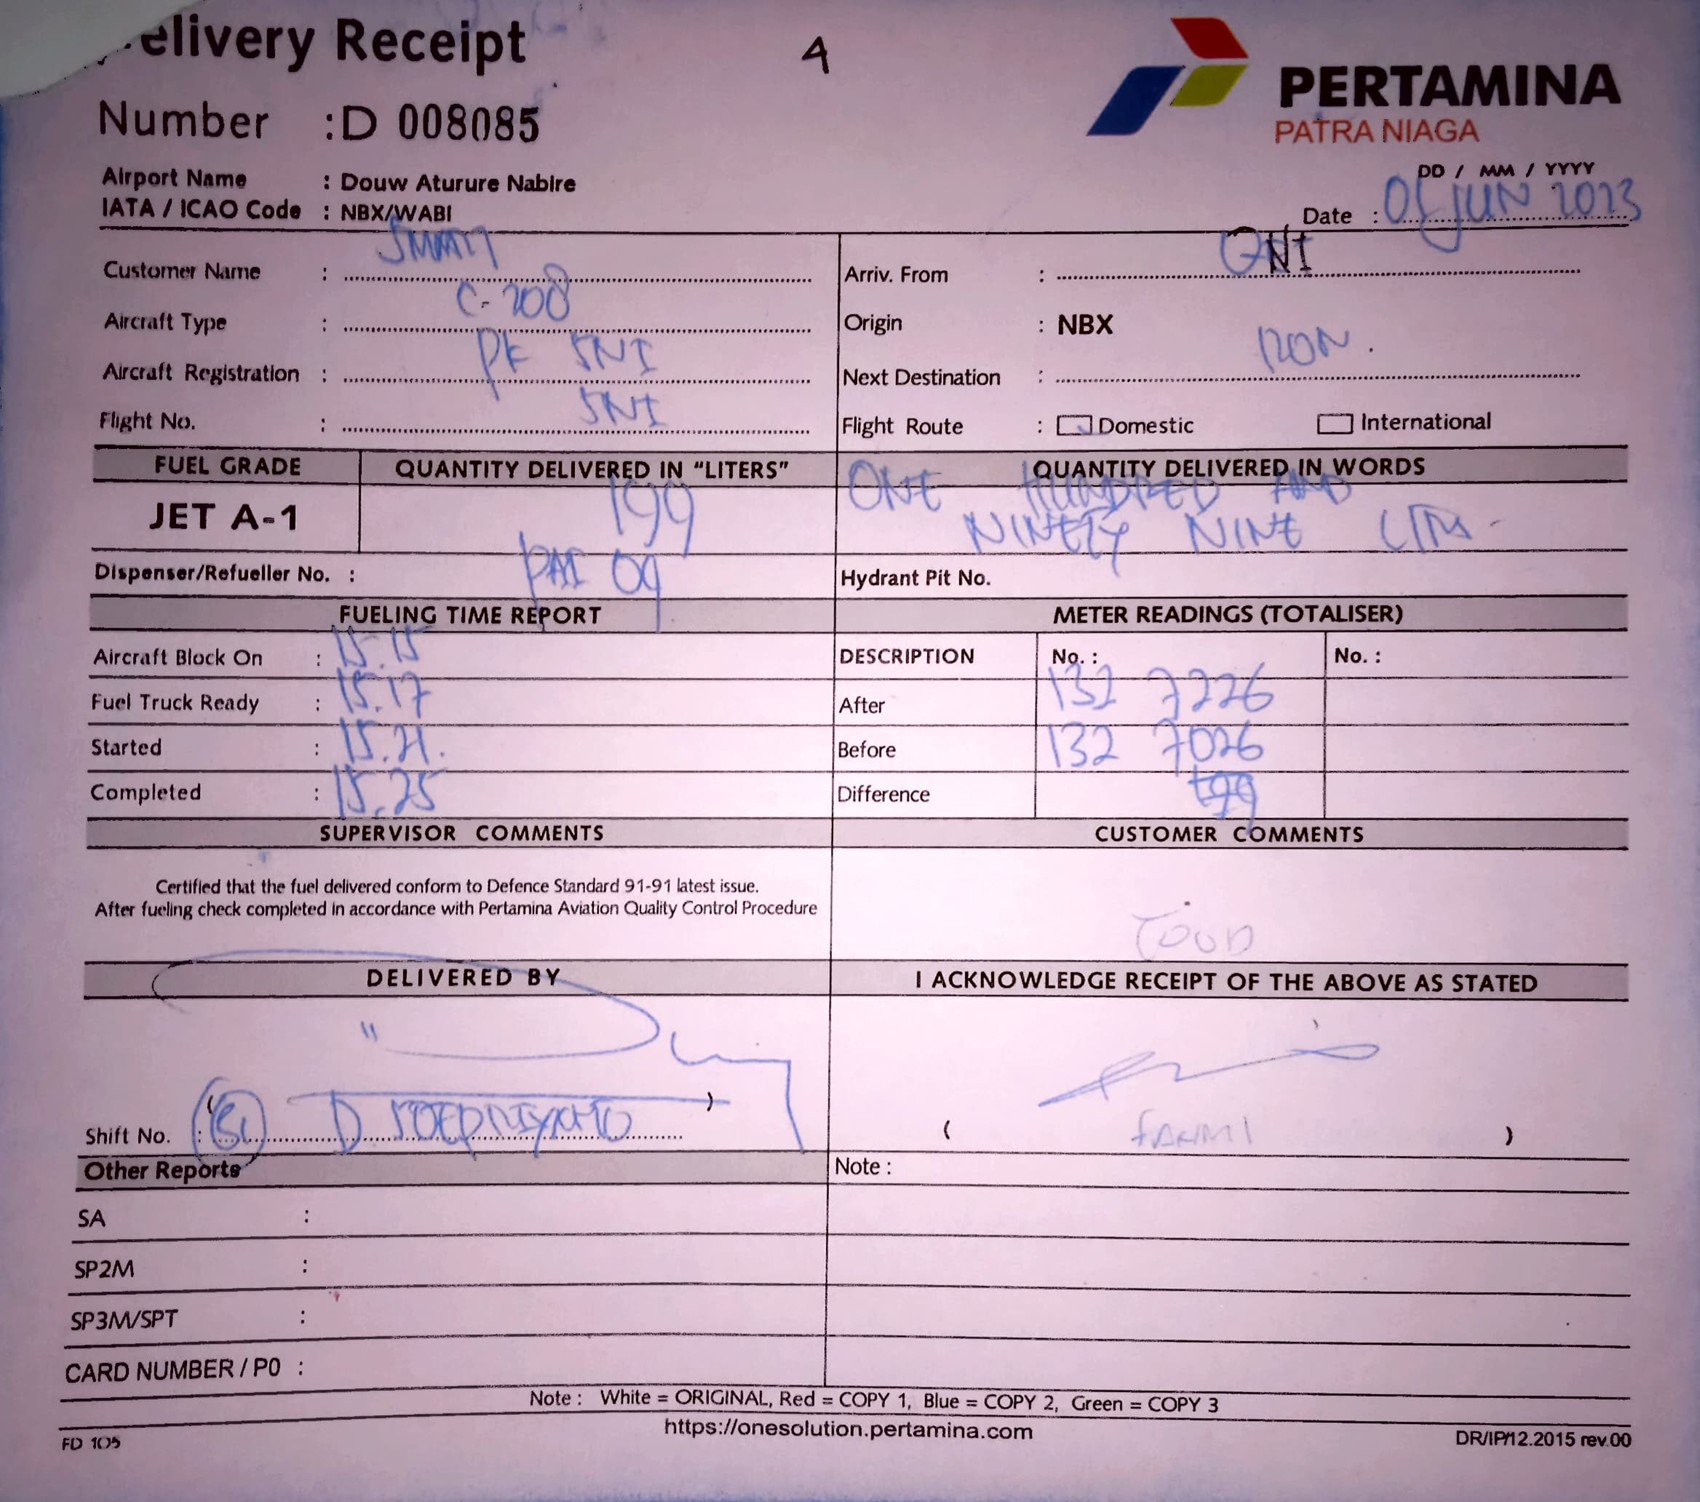 elivery Receipt
4
PERTAMINA
PATRA NIAGA
Number : D 008085
Airport Name : Douw Aturure Nabire
IATA / ICAO Code : NBX/WABI
DD / MM / YYYY
Date : JUN 2023
Customer Name :
Arriv. From :
Aircraft Type : C-208
Origin : NBX
Aircraft Registration : PK SNI
Next Destination : RON.
Flight No. : SNI
Flight Route : Domestic International
FUEL GRADE QUANTITY DELIVERED IN "LITERS" QUANTITY DELIVERED IN WORDS
JET A-1 199 ONE HUNDRED AND
NINETY NINE
Dispenser/Refueller No. : 09
Hydrant Pit No.
FUELING TIME REPORT METER READINGS (TOTALISER)
Aircraft Block On : 15.15
DESCRIPTION No. : No. :
Fuel Truck Ready : 15.17
After 132 7226
Started : 15.21.
Before 132 7026
Completed : 15.25
Difference 199
SUPERVISOR COMMENTS CUSTOMER COMMENTS
Certified that the fuel delivered conform to Defence Standard 91-91 latest issue.
After fueling check completed in accordance with Pertamina Aviation Quality Control Procedure
DELIVERED BY I ACKNOWLEDGE RECEIPT OF THE ABOVE AS STATED
Shift No. : D.
( FAHMI )
Other Reports
Note :
SA :
SP2M :
SP3M/SPT :
CARD NUMBER / P0 :
Note : White = ORIGINAL, Red = COPY 1, Blue = COPY 2, Green = COPY 3
https://onesolution.pertamina.com
FD 105
DR/IP/12.2015 rev.00